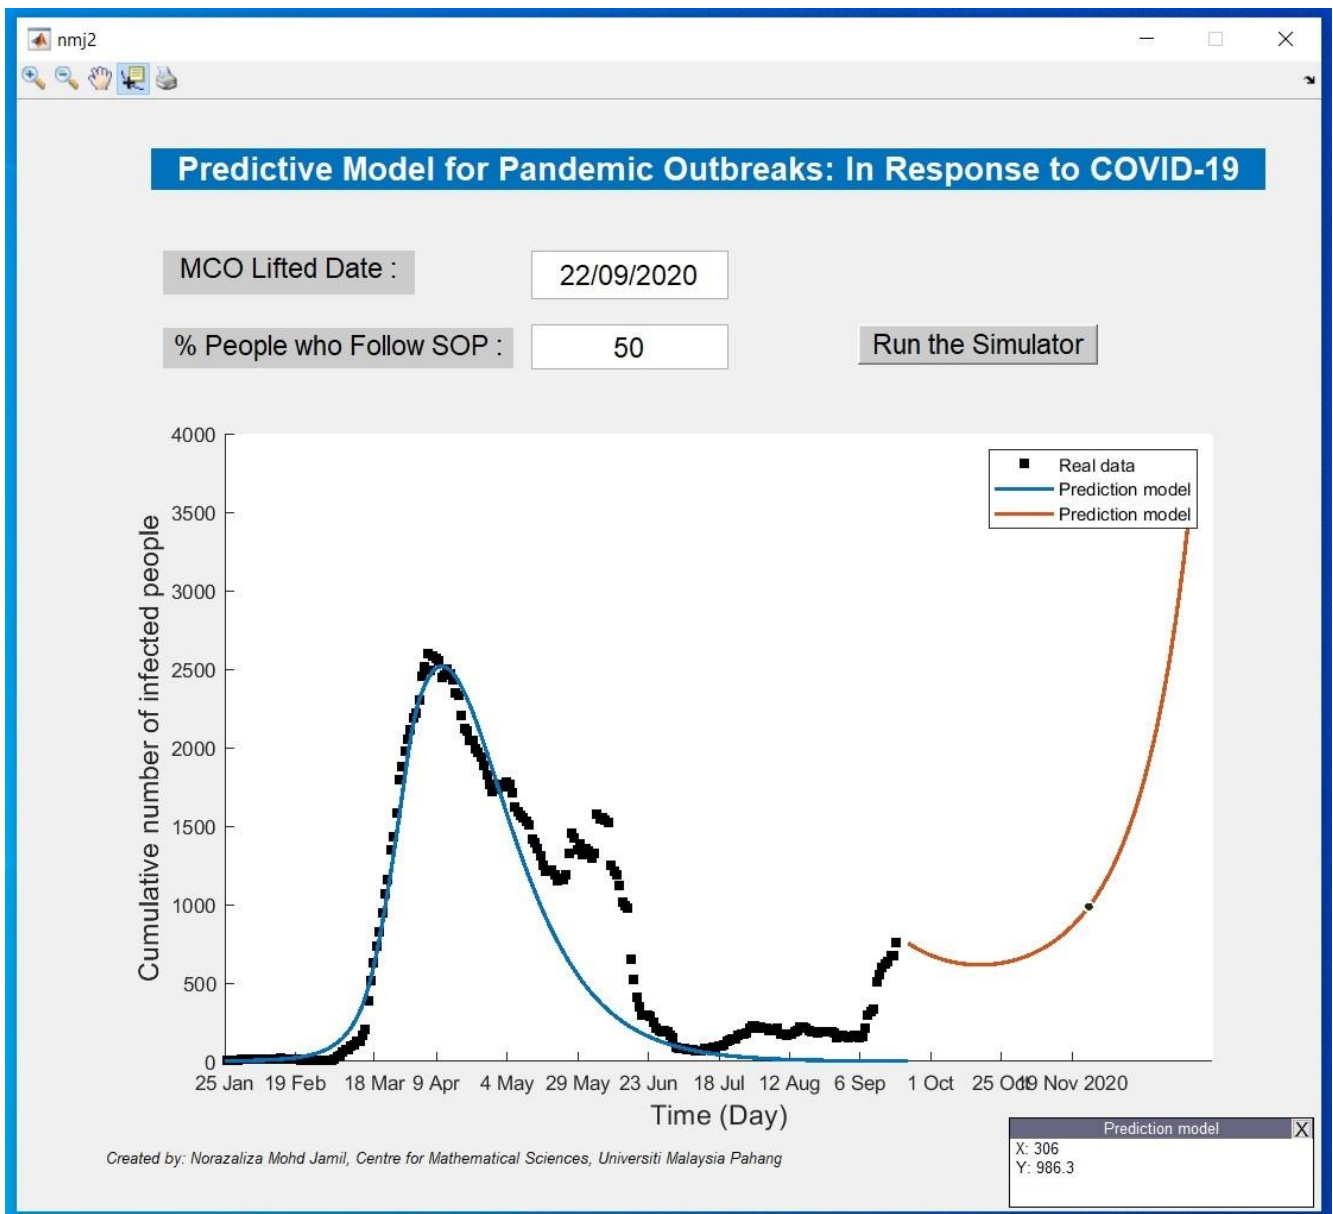 nmj2
Predictive Model for Pandemic Outbreaks: In Response to COVID-19
MCO Lifted Date :
22/09/2020
% People who Follow SOP :
50
Run the Simulator
4000
3500
3000
2500
2000
1500
1000
500
0
Cumulative number of infected people
Real data
Prediction model
Prediction model
25 Jan 19 Feb 18 Mar 9 Apr 4 May 29 May 23 Jun 18 Jul 12 Aug 6 Sep 1 Oct 25 Oct 19 Nov 2020
Time (Day)
Created by: Norazaliza Mohd Jamil, Centre for Mathematical Sciences, Universiti Malaysia Pahang
Prediction model
X
X: 306
Y: 986.3